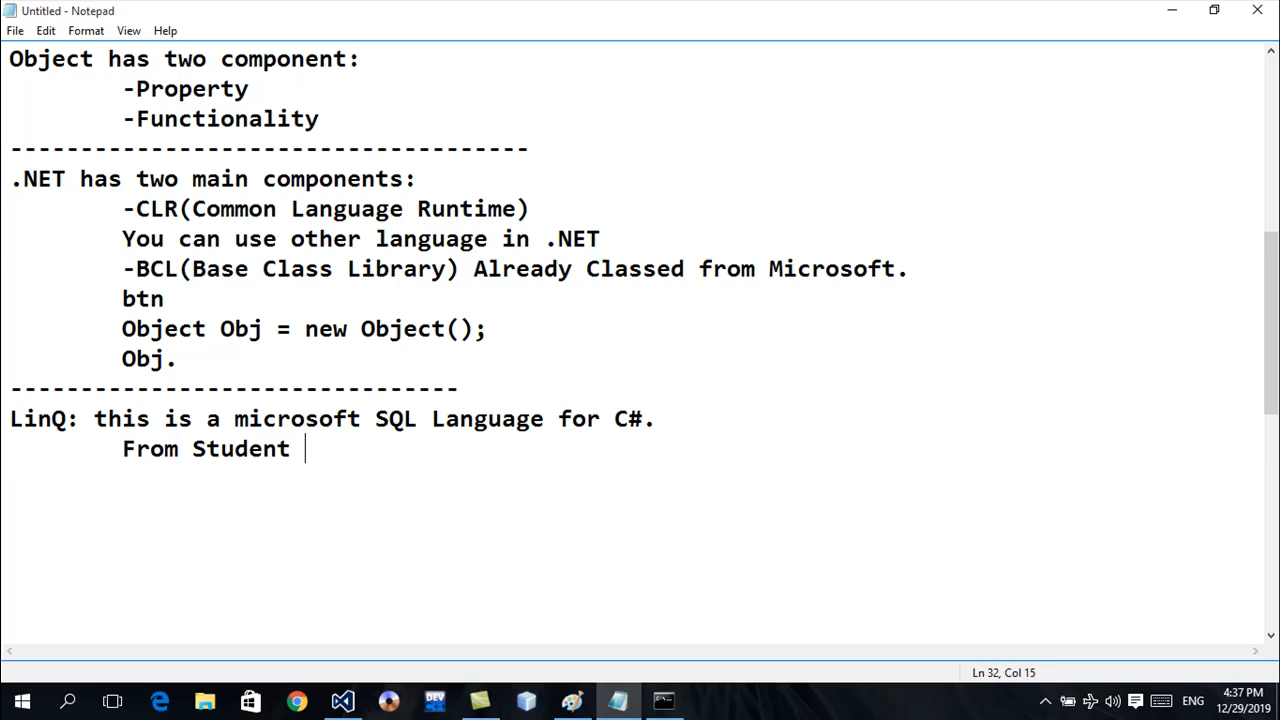 Untitled - Notepad
File Edit Format View Help
Object has two component:
-Property
-Functionality
-------------------------------------
.NET has two main components:
-CLR(Common Language Runtime)
You can use other language in .NET
-BCL(Base Class Library) Already Classed from Microsoft.
btn
Object Obj = new Object();
Obj.
--------------------------------
LinQ: this is a microsoft SQL Language for C#.
From Student
Ln 32, Col 15
DEV
ENG
4:37 PM
12/29/2019